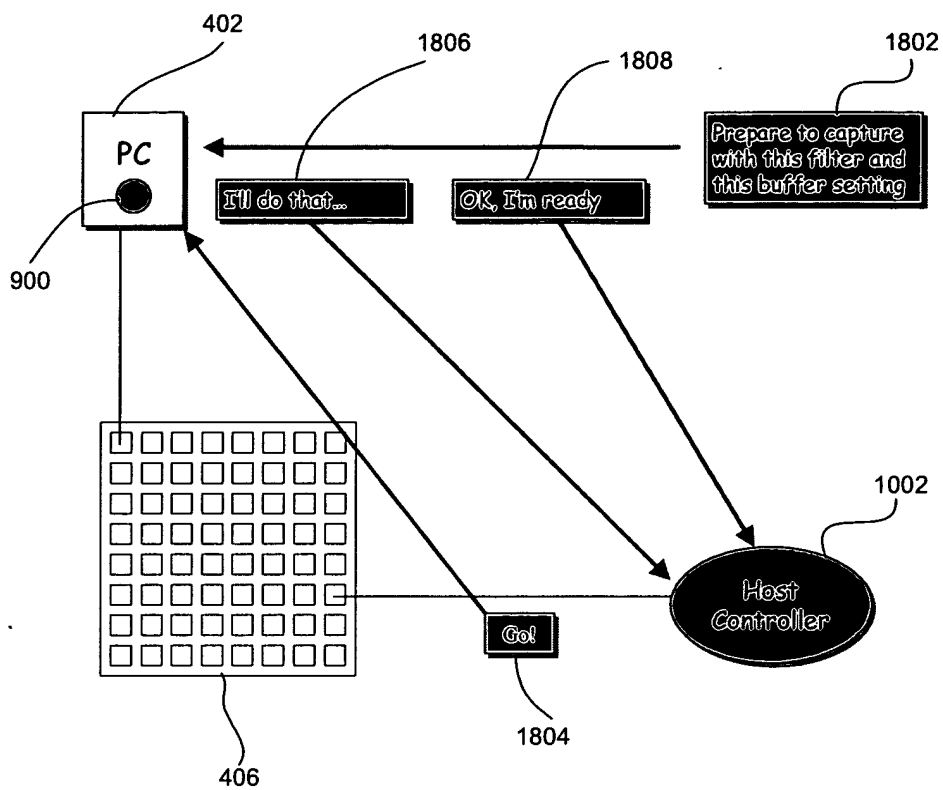 402
1806
1808
1802
PC
Prepare to capture
with this filter and
this buffer setting
I'll do that...
OK, I'm ready
900
1002
Host
Controller
Go!
1804
406